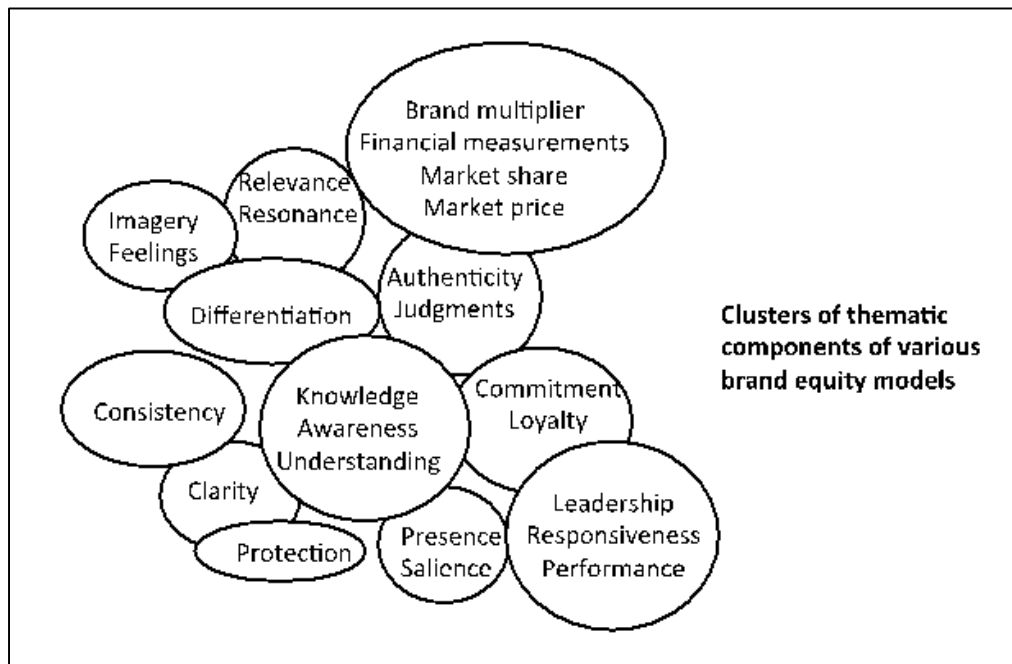 Brand multiplier
Financial measurements
Market share
Market price
Relevance
Resonance
Imagery
Feelings
Authenticity
Judgments
Differentiation
Clusters of thematic
components of various
brand equity models
Knowledge
Awareness
Understanding
Commitment
Loyalty
Consistency
Clarity
Protection
Presence
Salience
Leadership
Responsiveness
Performance